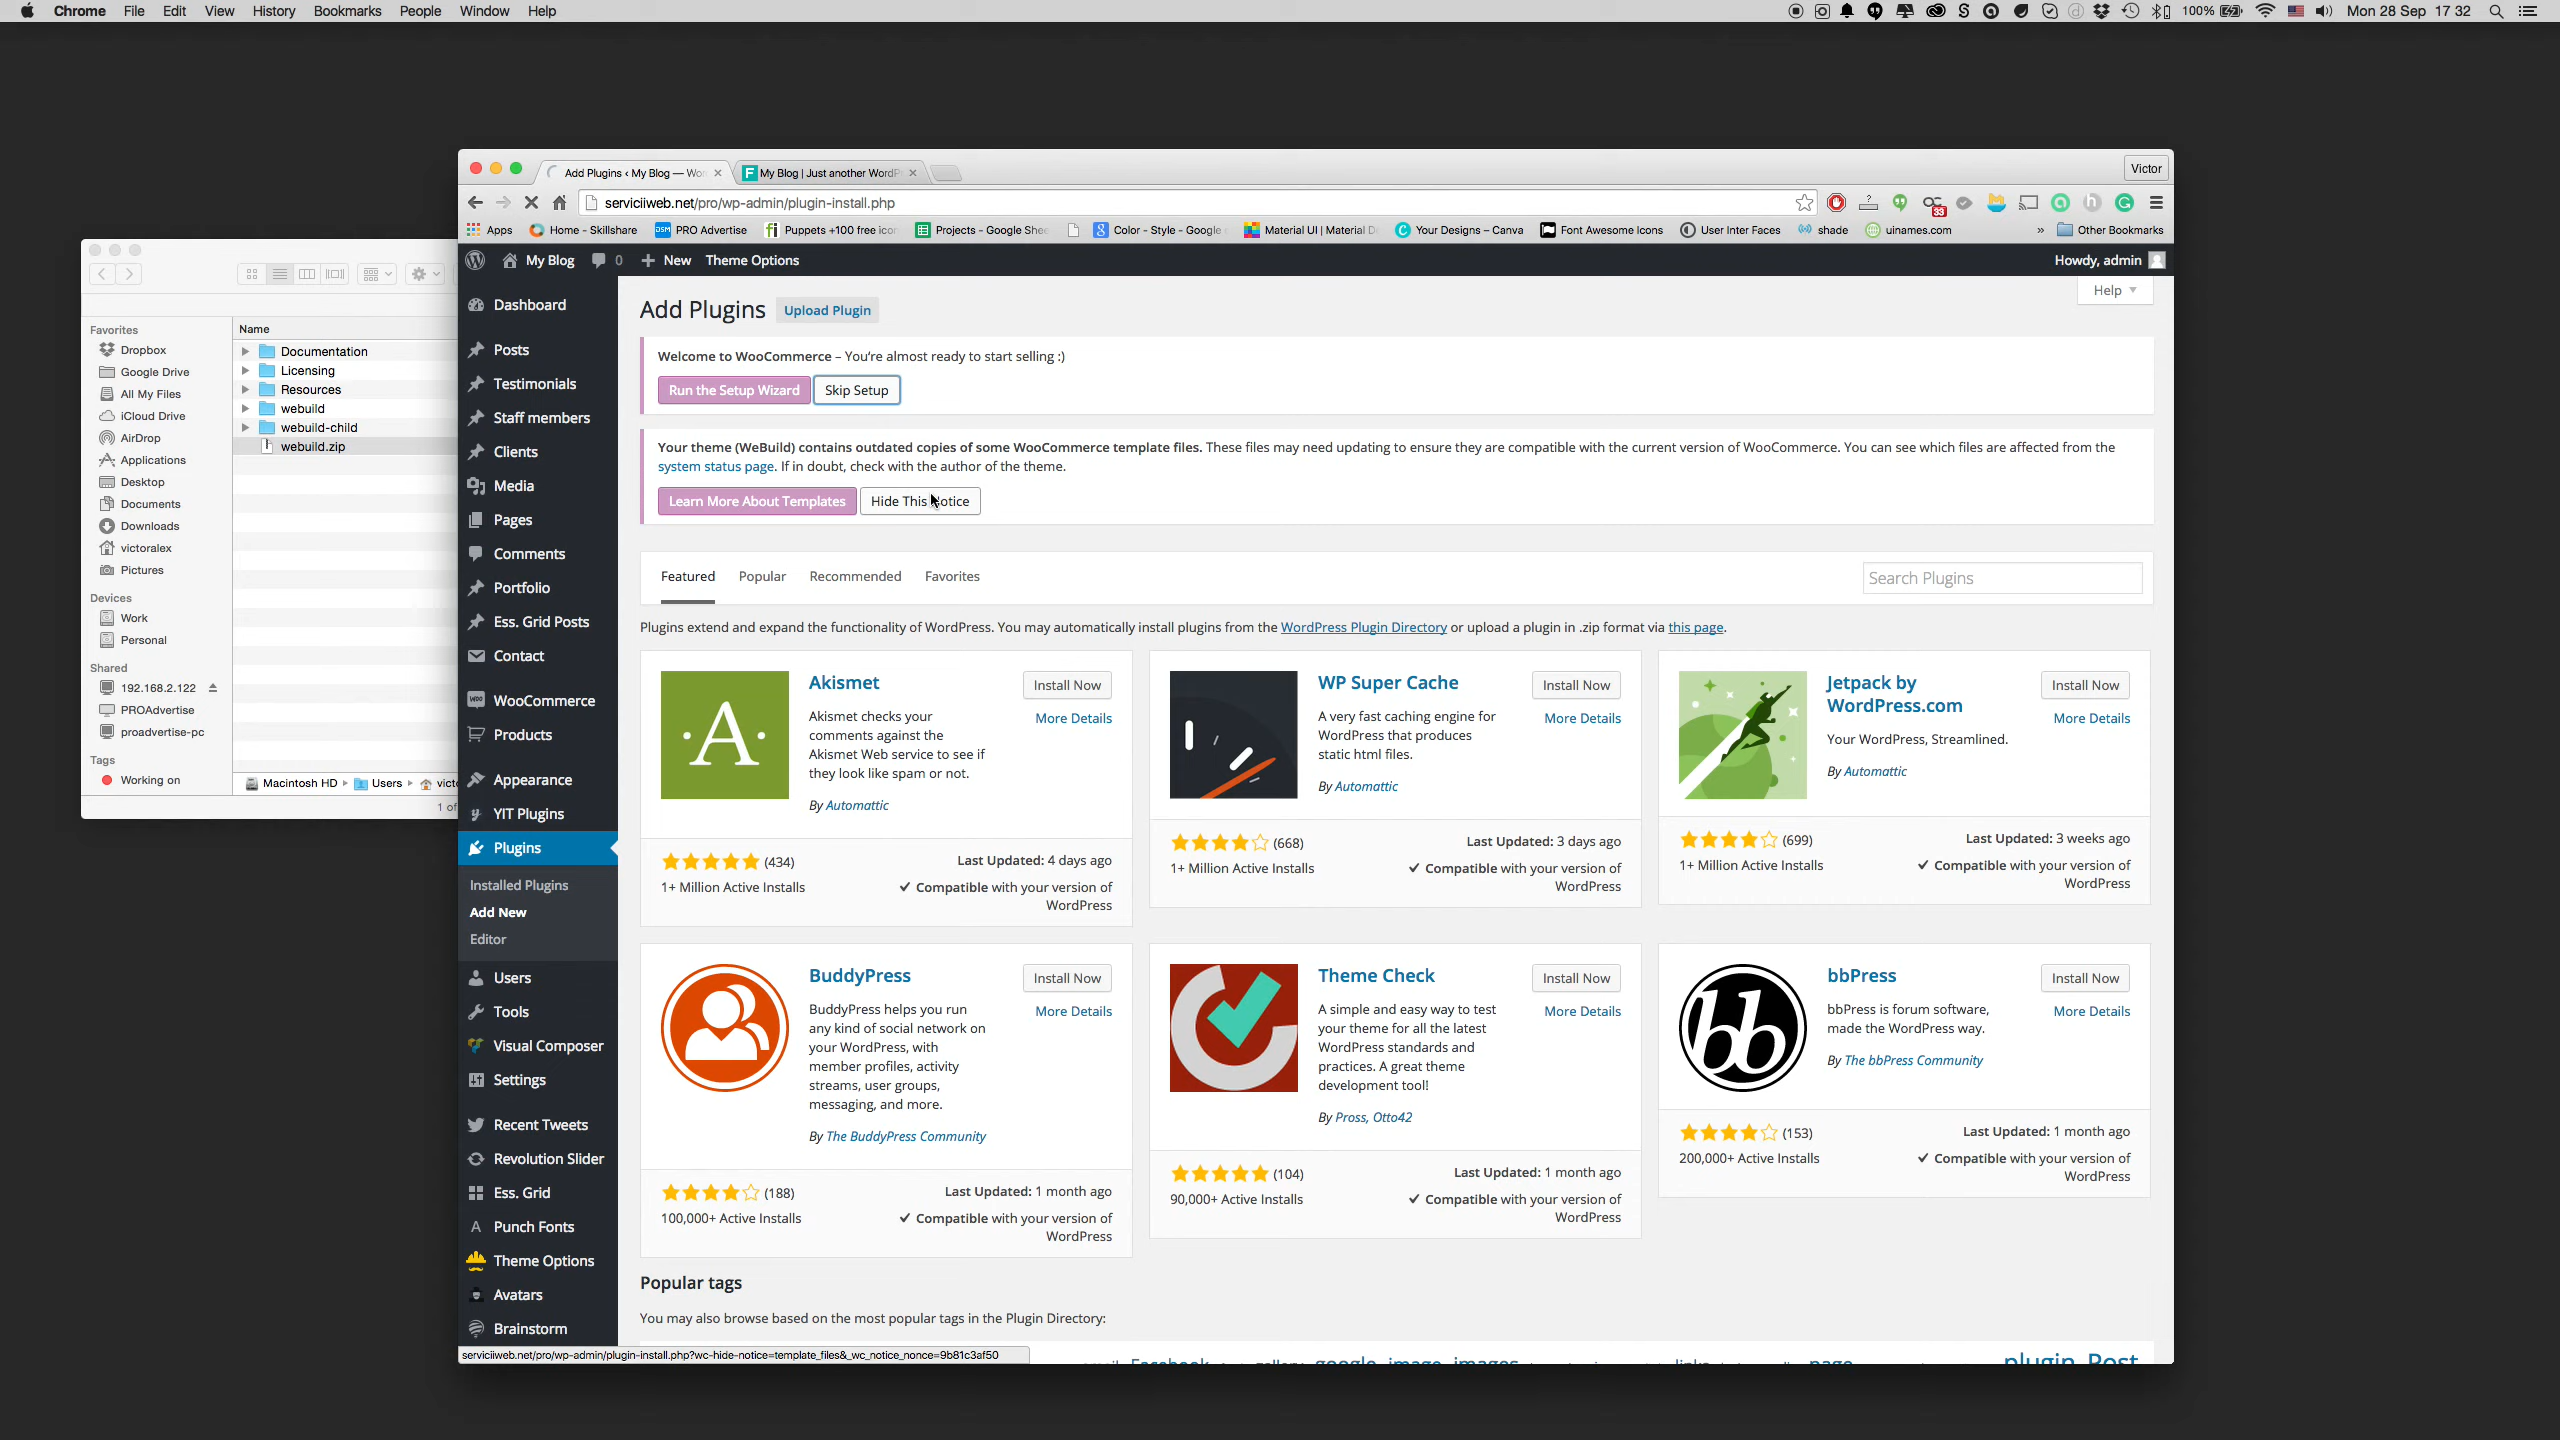 Chrome File Edit View History Bookmarks People Window Help
100% Mon 28 Sep 17 32
Add Plugins ‹ My Blog — Wor
My Blog | Just another WordP
Victor
serviciiweb.net/pro/wp-admin/plugin-install.php
33
Apps Home - Skillshare PRO Advertise Puppets +100 free icon Projects - Google Shee Color - Style - Google Material UI | Material D Your Designs – Canva Font Awesome Icons User Inter Faces shade uinames.com » Other Bookmarks
My Blog 0 New Theme Options Howdy, admin
Favorites
Dropbox
Google Drive
All My Files
iCloud Drive
AirDrop
Applications
Desktop
Documents
Downloads
victoralex
Pictures
Devices
Work
Personal
Shared
192.168.2.122
PROAdvertise
proadvertise-pc
Tags
Working on
Name
Documentation
Licensing
Resources
webuild
webuild-child
webuild.zip
Macintosh HD Users victo
1 of
Dashboard
Posts
Testimonials
Staff members
Clients
Media
Pages
Comments
Portfolio
Ess. Grid Posts
Contact
WooCommerce
Products
Appearance
YIT Plugins
Plugins
Installed Plugins
Add New
Editor
Users
Tools
Visual Composer
Settings
Recent Tweets
Revolution Slider
Ess. Grid
Punch Fonts
Theme Options
Avatars
Brainstorm
Help
Add Plugins Upload Plugin
Welcome to WooCommerce – You're almost ready to start selling :)
Run the Setup Wizard Skip Setup
Your theme (WeBuild) contains outdated copies of some WooCommerce template files. These files may need updating to ensure they are compatible with the current version of WooCommerce. You can see which files are affected from the
system status page. If in doubt, check with the author of the theme.
Learn More About Templates Hide This Notice
Featured Popular Recommended Favorites Search Plugins
Plugins extend and expand the functionality of WordPress. You may automatically install plugins from the WordPress Plugin Directory or upload a plugin in .zip format via this page.
·A·
Akismet
Install Now
More Details
Akismet checks your
comments against the
Akismet Web service to see if
they look like spam or not.
By Automattic
(434)
Last Updated: 4 days ago
1+ Million Active Installs
Compatible with your version of
WordPress
WP Super Cache
Install Now
More Details
A very fast caching engine for
WordPress that produces
static html files.
By Automattic
(668)
Last Updated: 3 days ago
1+ Million Active Installs
Compatible with your version of
WordPress
Jetpack by
WordPress.com
Install Now
More Details
Your WordPress, Streamlined.
By Automattic
(699)
Last Updated: 3 weeks ago
1+ Million Active Installs
Compatible with your version of
WordPress
BuddyPress
Install Now
More Details
BuddyPress helps you run
any kind of social network on
your WordPress, with
member profiles, activity
streams, user groups,
messaging, and more.
By The BuddyPress Community
(188)
Last Updated: 1 month ago
100,000+ Active Installs
Compatible with your version of
WordPress
Theme Check
Install Now
More Details
A simple and easy way to test
your theme for all the latest
WordPress standards and
practices. A great theme
development tool!
By Pross, Otto42
(104)
Last Updated: 1 month ago
90,000+ Active Installs
Compatible with your version of
WordPress
bb
bbPress
Install Now
More Details
bbPress is forum software,
made the WordPress way.
By The bbPress Community
(153)
Last Updated: 1 month ago
200,000+ Active Installs
Compatible with your version of
WordPress
Popular tags
You may also browse based on the most popular tags in the Plugin Directory:
email Facebook gallery google image images links page plugin Post
serviciiweb.net/pro/wp-admin/plugin-install.php?wc-hide-notice=template_files&_wc_notice_nonce=9b81c3af50